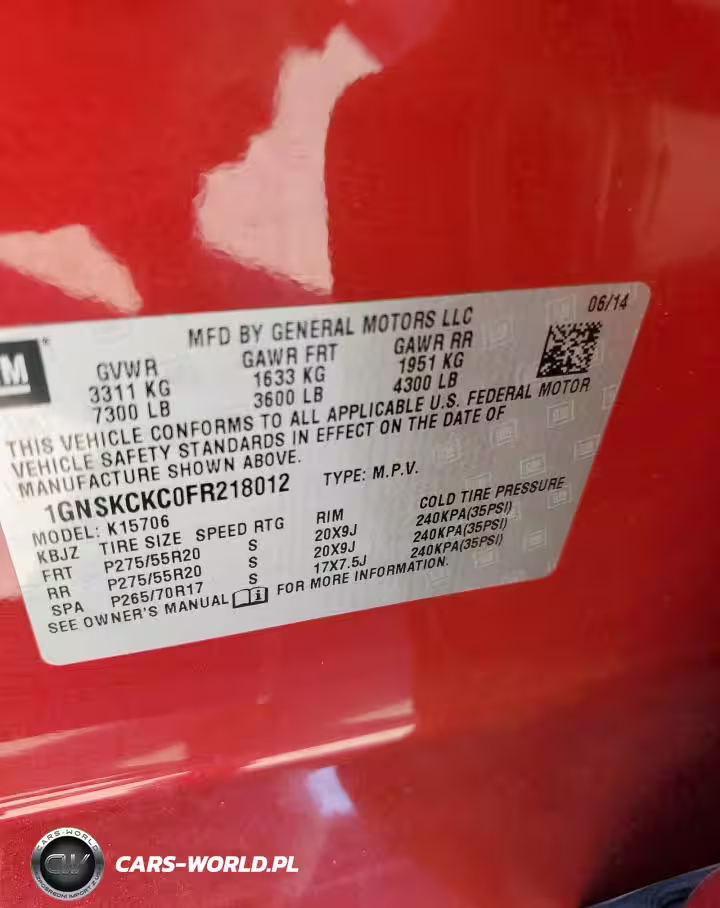 06/14
GM
MFD BY GENERAL MOTORS LLC
GVWR GAWR FRT GAWR RR
3311 KG 1633 KG 1951 KG
7300 LB 3600 LB 4300 LB
THIS VEHICLE CONFORMS TO ALL APPLICABLE U.S. FEDERAL MOTOR
VEHICLE SAFETY STANDARDS IN EFFECT ON THE DATE OF
MANUFACTURE SHOWN ABOVE.
1GNSKCKC0FR218012 TYPE: M.P.V.
MODEL: K15706
KBJZ TIRE SIZE SPEED RTG RIM COLD TIRE PRESSURE
FRT P275/55R20 S 20X9J 240KPA(35PSI)
RR P275/55R20 S 20X9J 240KPA(35PSI)
SPA P265/70R17 S 17X7.5J 240KPA(35PSI)
SEE OWNER'S MANUAL FOR MORE INFORMATION.
CARS-WORLD
CW
CARS-WORLD.PL